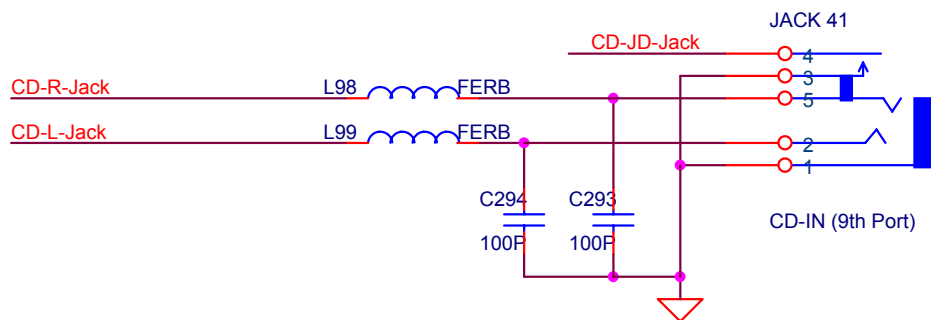 JACK 41
CD-JD-Jack
4
3
CD-R-Jack
L98
FERB
5
CD-L-Jack
L99
FERB
2
1
C294
C293
100P
100P
CD-IN (9th Port)